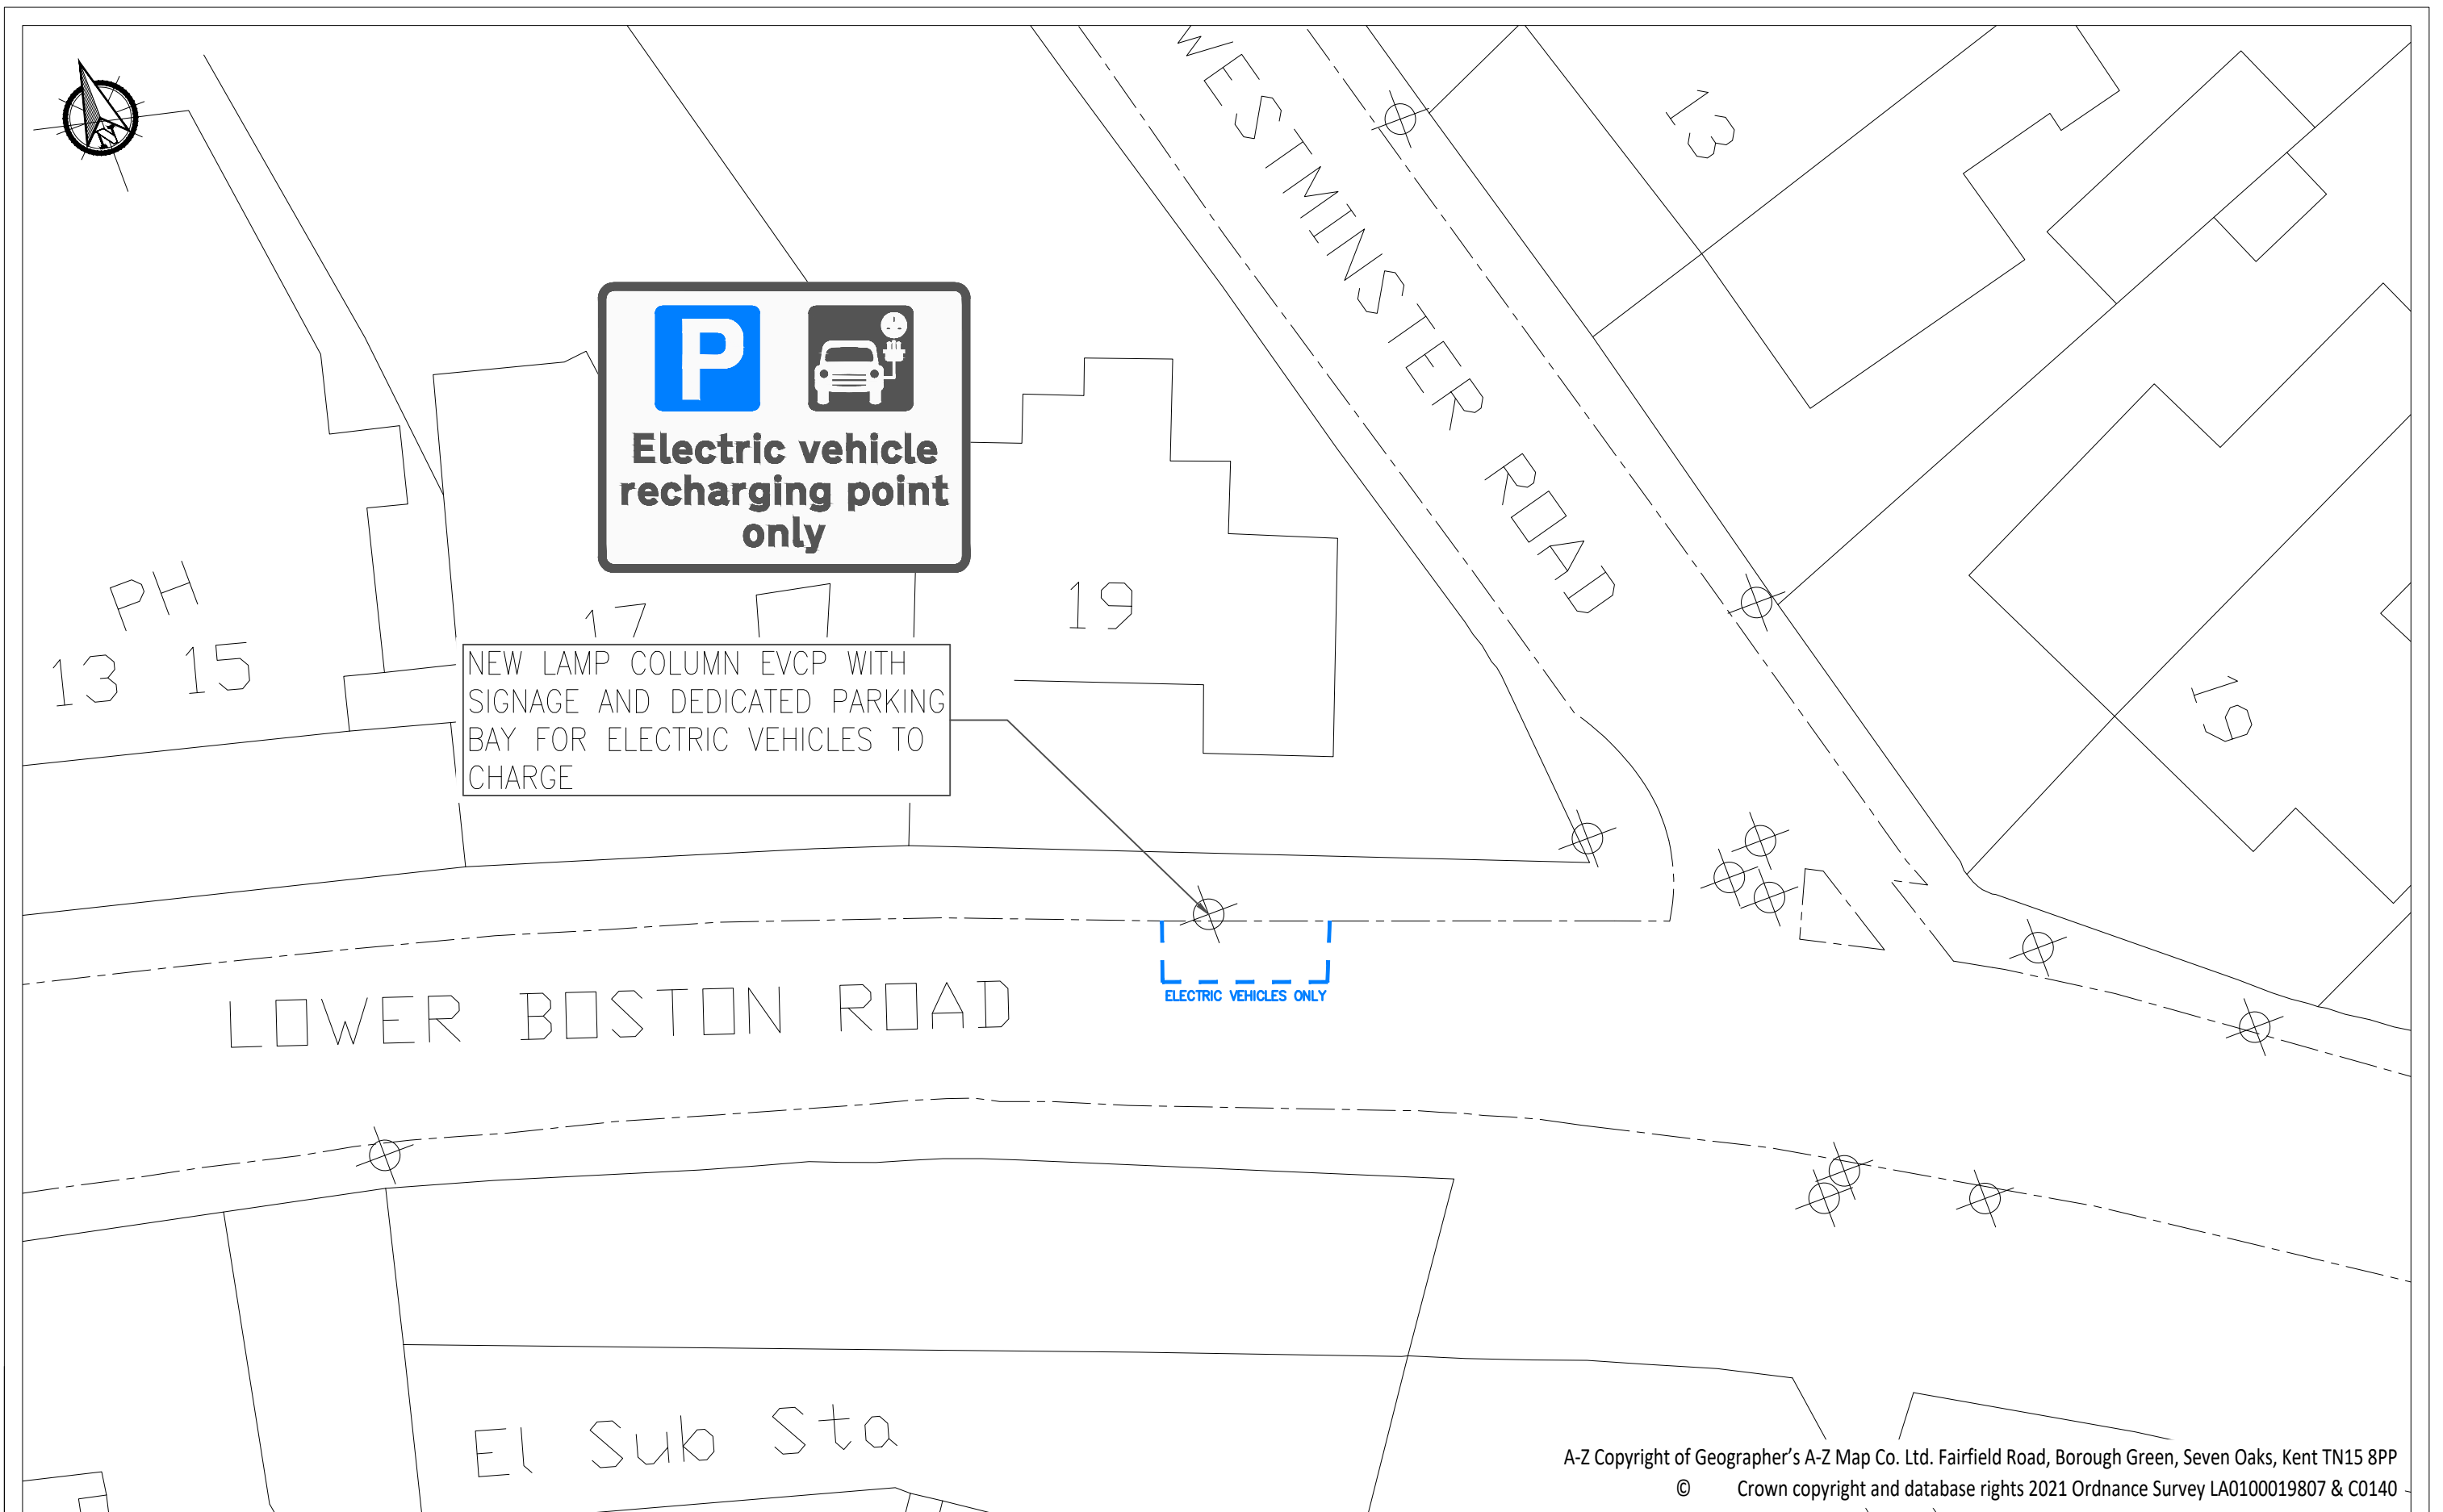 WESTMINSTER ROAD
13
P
Electric vehicle
recharging point
only
PH
13 15
17
19
NEW LAMP COLUMN EVCP WITH
SIGNAGE AND DEDICATED PARKING
BAY FOR ELECTRIC VEHICLES TO
CHARGE
19
ELECTRIC VEHICLES ONLY
LOWER BOSTON ROAD
El Sub Sta
A-Z Copyright of Geographer's A-Z Map Co. Ltd. Fairfield Road, Borough Green, Seven Oaks, Kent TN15 8PP
© Crown copyright and database rights 2021 Ordnance Survey LA0100019807 & C0140